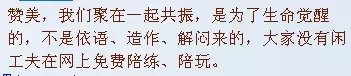 赞美，我们聚在一起共振，是为了生命觉醒
的，不是依语、造作、解闷来的，大家没有闲
工夫在网上免费陪练、陪玩。